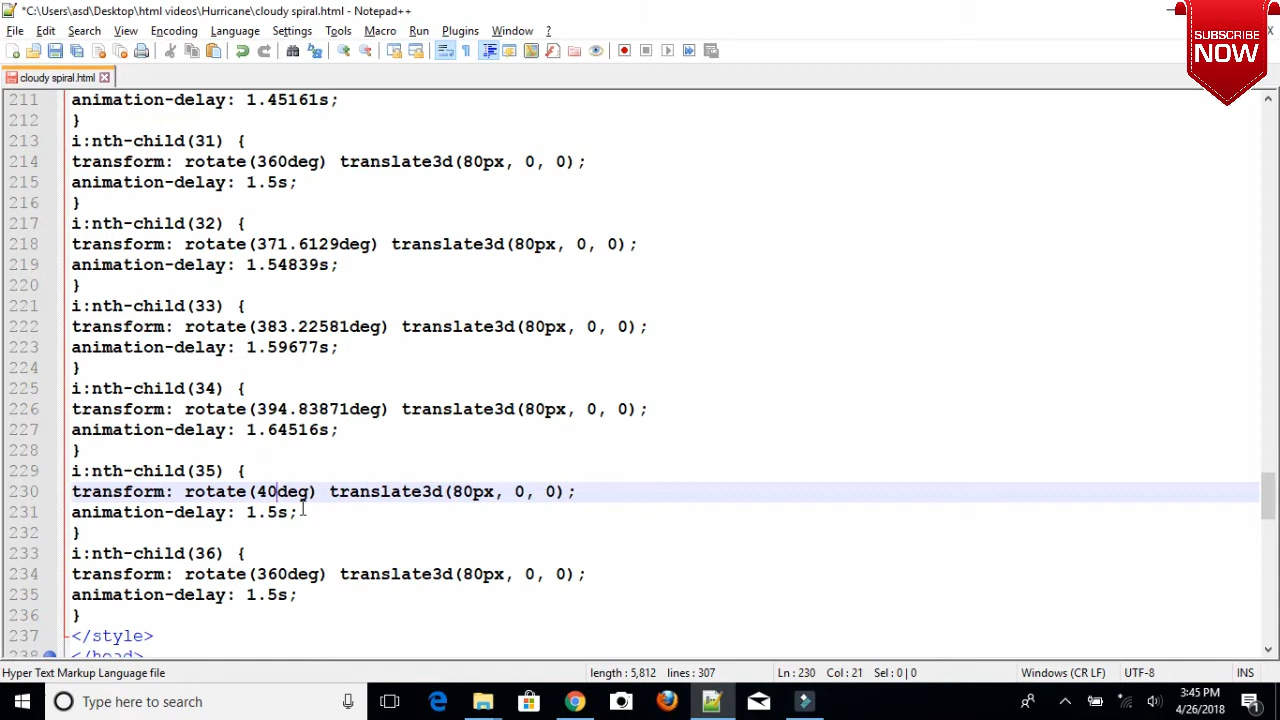 *C:\Users\asd\Desktop\html videos\Hurricane\cloudy spiral.html - Notepad++
File Edit Search View Encoding Language Settings Tools Macro Run Plugins Window ?
SUBSCRIBE
NOW
cloudy spiral.html
211 animation-delay: 1.45161s;
212 }
213 i:nth-child(31) {
214 transform: rotate(360deg) translate3d(80px, 0, 0);
215 animation-delay: 1.5s;
216 }
217 i:nth-child(32) {
218 transform: rotate(371.6129deg) translate3d(80px, 0, 0);
219 animation-delay: 1.54839s;
220 }
221 i:nth-child(33) {
222 transform: rotate(383.22581deg) translate3d(80px, 0, 0);
223 animation-delay: 1.59677s;
224 }
225 i:nth-child(34) {
226 transform: rotate(394.83871deg) translate3d(80px, 0, 0);
227 animation-delay: 1.64516s;
228 }
229 i:nth-child(35) {
230 transform: rotate(40deg) translate3d(80px, 0, 0);
231 animation-delay: 1.5s;
232 }
233 i:nth-child(36) {
234 transform: rotate(360deg) translate3d(80px, 0, 0);
235 animation-delay: 1.5s;
236 }
237 </style>
238 </head>
Hyper Text Markup Language file length : 5,812 lines : 307 Ln : 230 Col : 21 Sel : 0 | 0 Windows (CR LF) UTF-8 INS
Type here to search
3:45 PM
4/26/2018
1